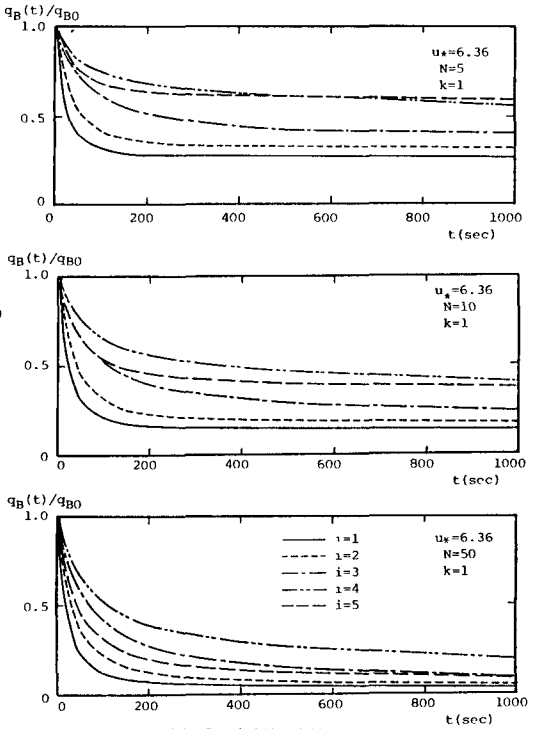 q_B(t)/q_B0
1.0
0.5
0
u*=6.36
N=5
k=1
0 200 400 600 800 1000
t(sec)
q_B(t)/q_B0
1.0
0.5
0
u*=6.36
N=10
k=1
0 200 400 600 800 1000
t(sec)
q_B(t)/q_B0
1.0
0.5
0
ı=1
ı=2
i=3
ı=4
i=5
u*=6.36
N=50
k=1
0 200 400 600 800 1000
t(sec)